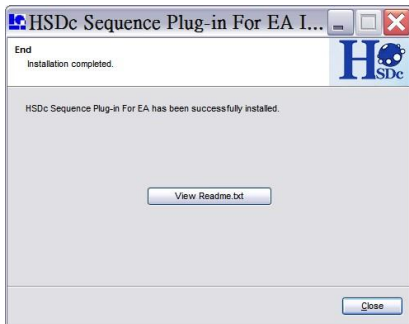 HSDc Sequence Plug-in For EA I...
End
Installation completed.
HSDc
HSDc Sequence Plug-in For EA has been successfully installed.
View Readme.txt
Close